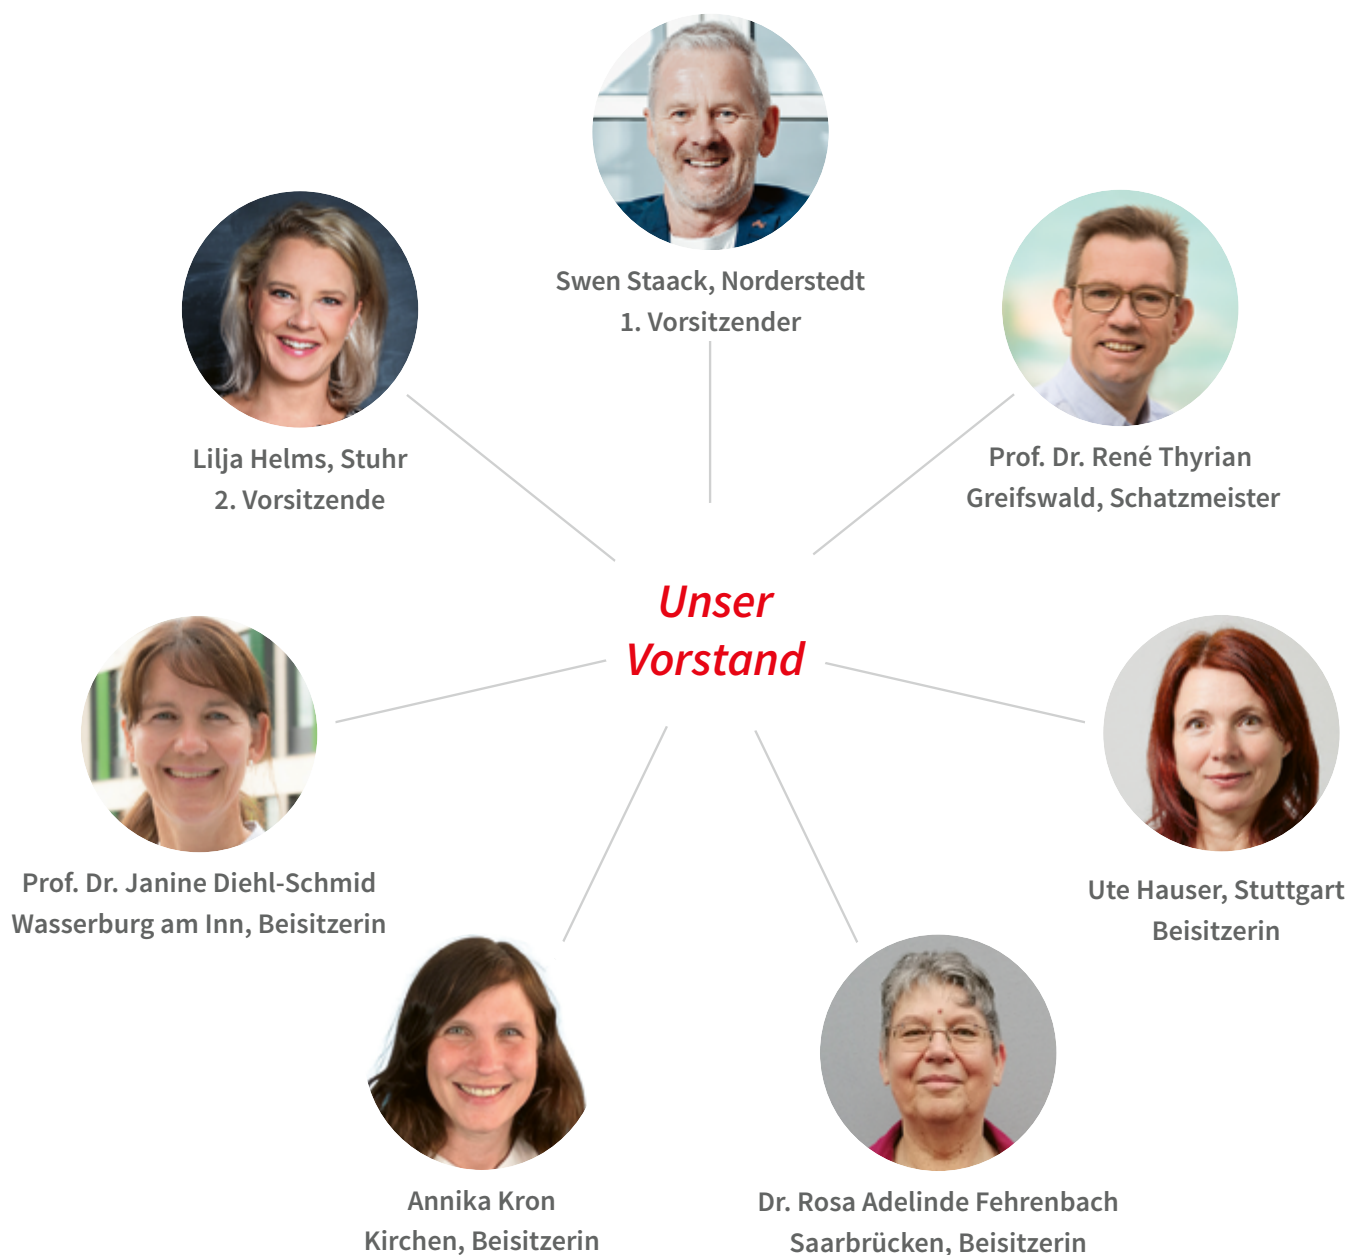 Swen Staack, Norderstedt
1. Vorsitzender
Lilja Helms, Stuhr
2. Vorsitzende
Prof. Dr. René Thyrian
Greifswald, Schatzmeister
Unser
Vorstand
Prof. Dr. Janine Diehl-Schmid
Wasserburg am Inn, Beisitzerin
Ute Hauser, Stuttgart
Beisitzerin
Annika Kron
Kirchen, Beisitzerin
Dr. Rosa Adelinde Fehrenbach
Saarbrücken, Beisitzerin